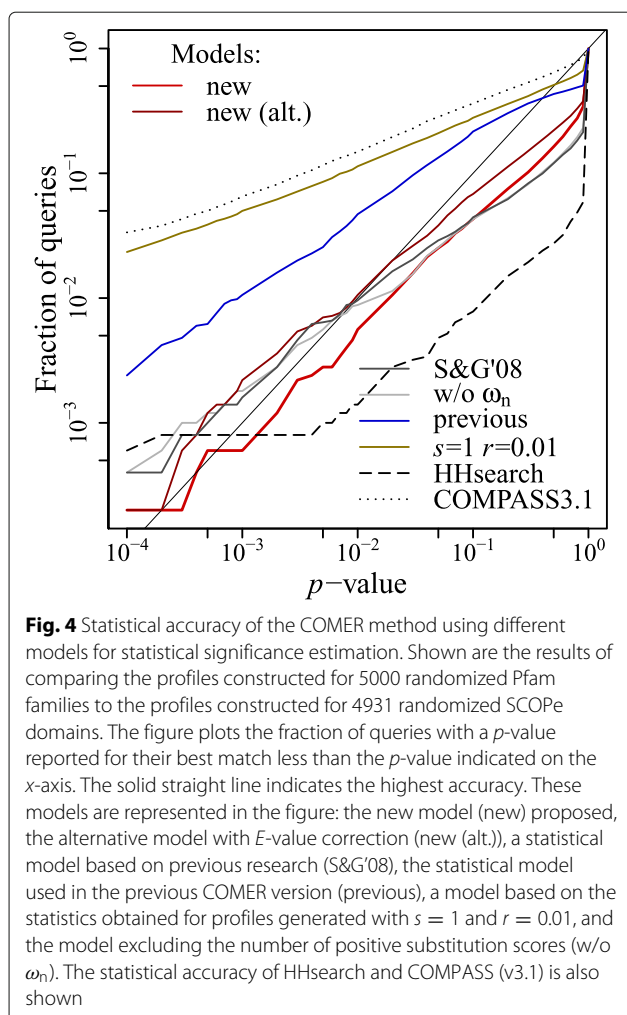 Models:
new
new (alt.)
Fraction of queries
10⁰
10⁻¹
10⁻²
10⁻³
S&G'08
w/o ωₙ
previous
s=1 r=0.01
HHsearch
COMPASS3.1
10⁻⁴ 10⁻³ 10⁻² 10⁻¹ 10⁰
p−value
Fig. 4 Statistical accuracy of the COMER method using different
models for statistical significance estimation. Shown are the results of
comparing the profiles constructed for 5000 randomized Pfam
families to the profiles constructed for 4931 randomized SCOPe
domains. The figure plots the fraction of queries with a p-value
reported for their best match less than the p-value indicated on the
x-axis. The solid straight line indicates the highest accuracy. These
models are represented in the figure: the new model (new) proposed,
the alternative model with E-value correction (new (alt.)), a statistical
model based on previous research (S&G'08), the statistical model
used in the previous COMER version (previous), a model based on the
statistics obtained for profiles generated with s = 1 and r = 0.01, and
the model excluding the number of positive substitution scores (w/o
ωₙ). The statistical accuracy of HHsearch and COMPASS (v3.1) is also
shown